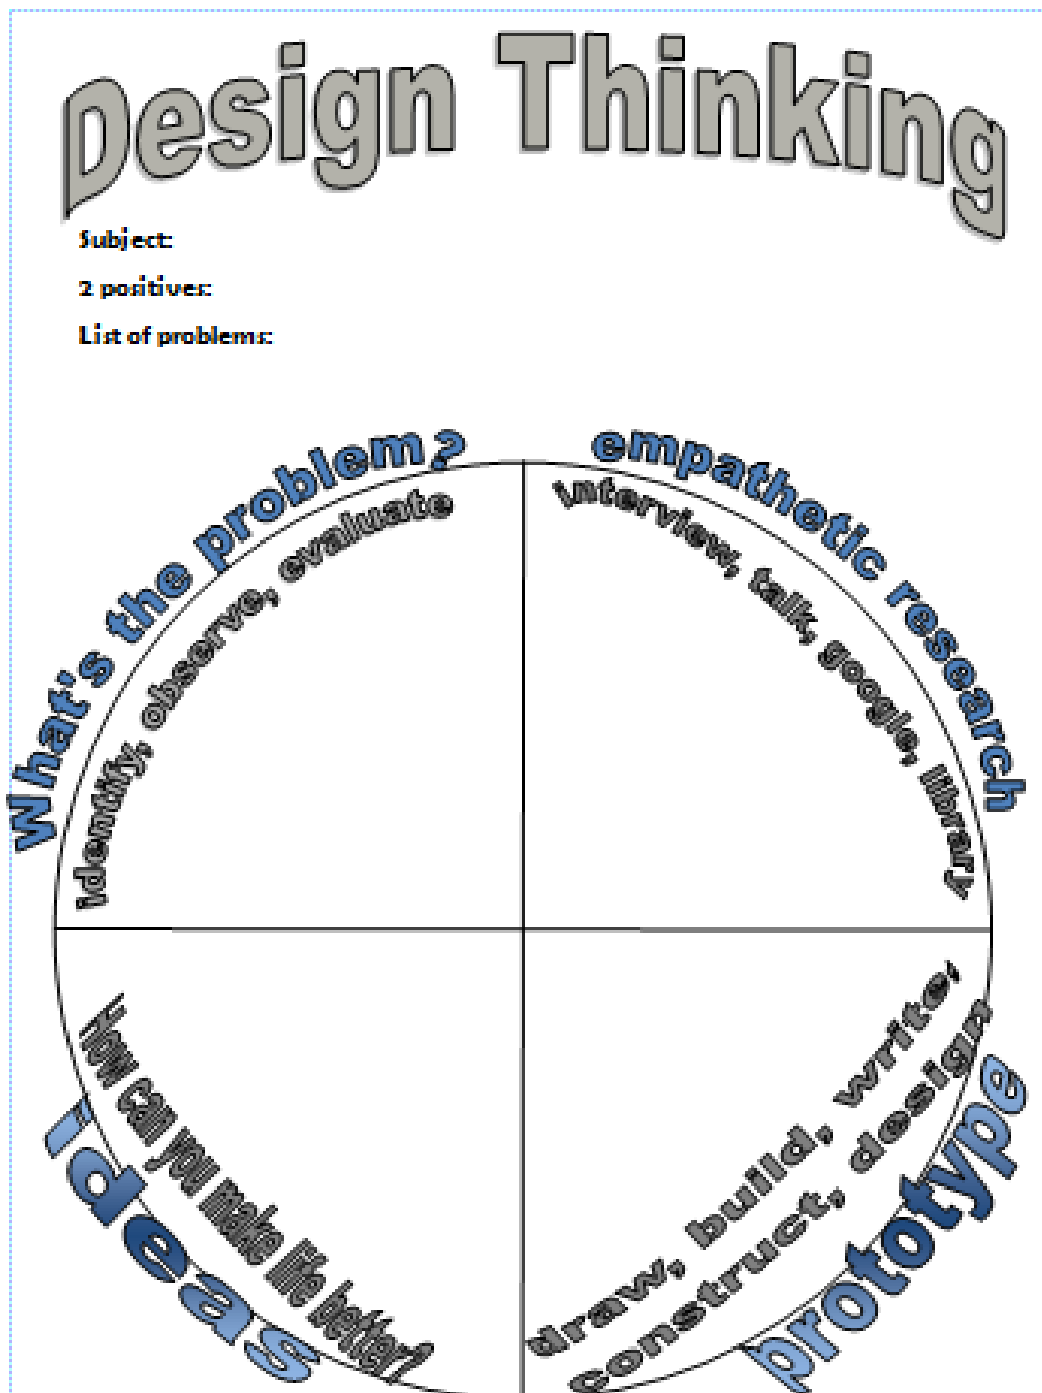 Design Thinking
Subject:
2 positives:
List of problems:
What's the problem?
identify, observe, evaluate
empathetic research
interview, talk, google, library
How can you make life better?
ideas
draw, build, write,
construct, design
prototype